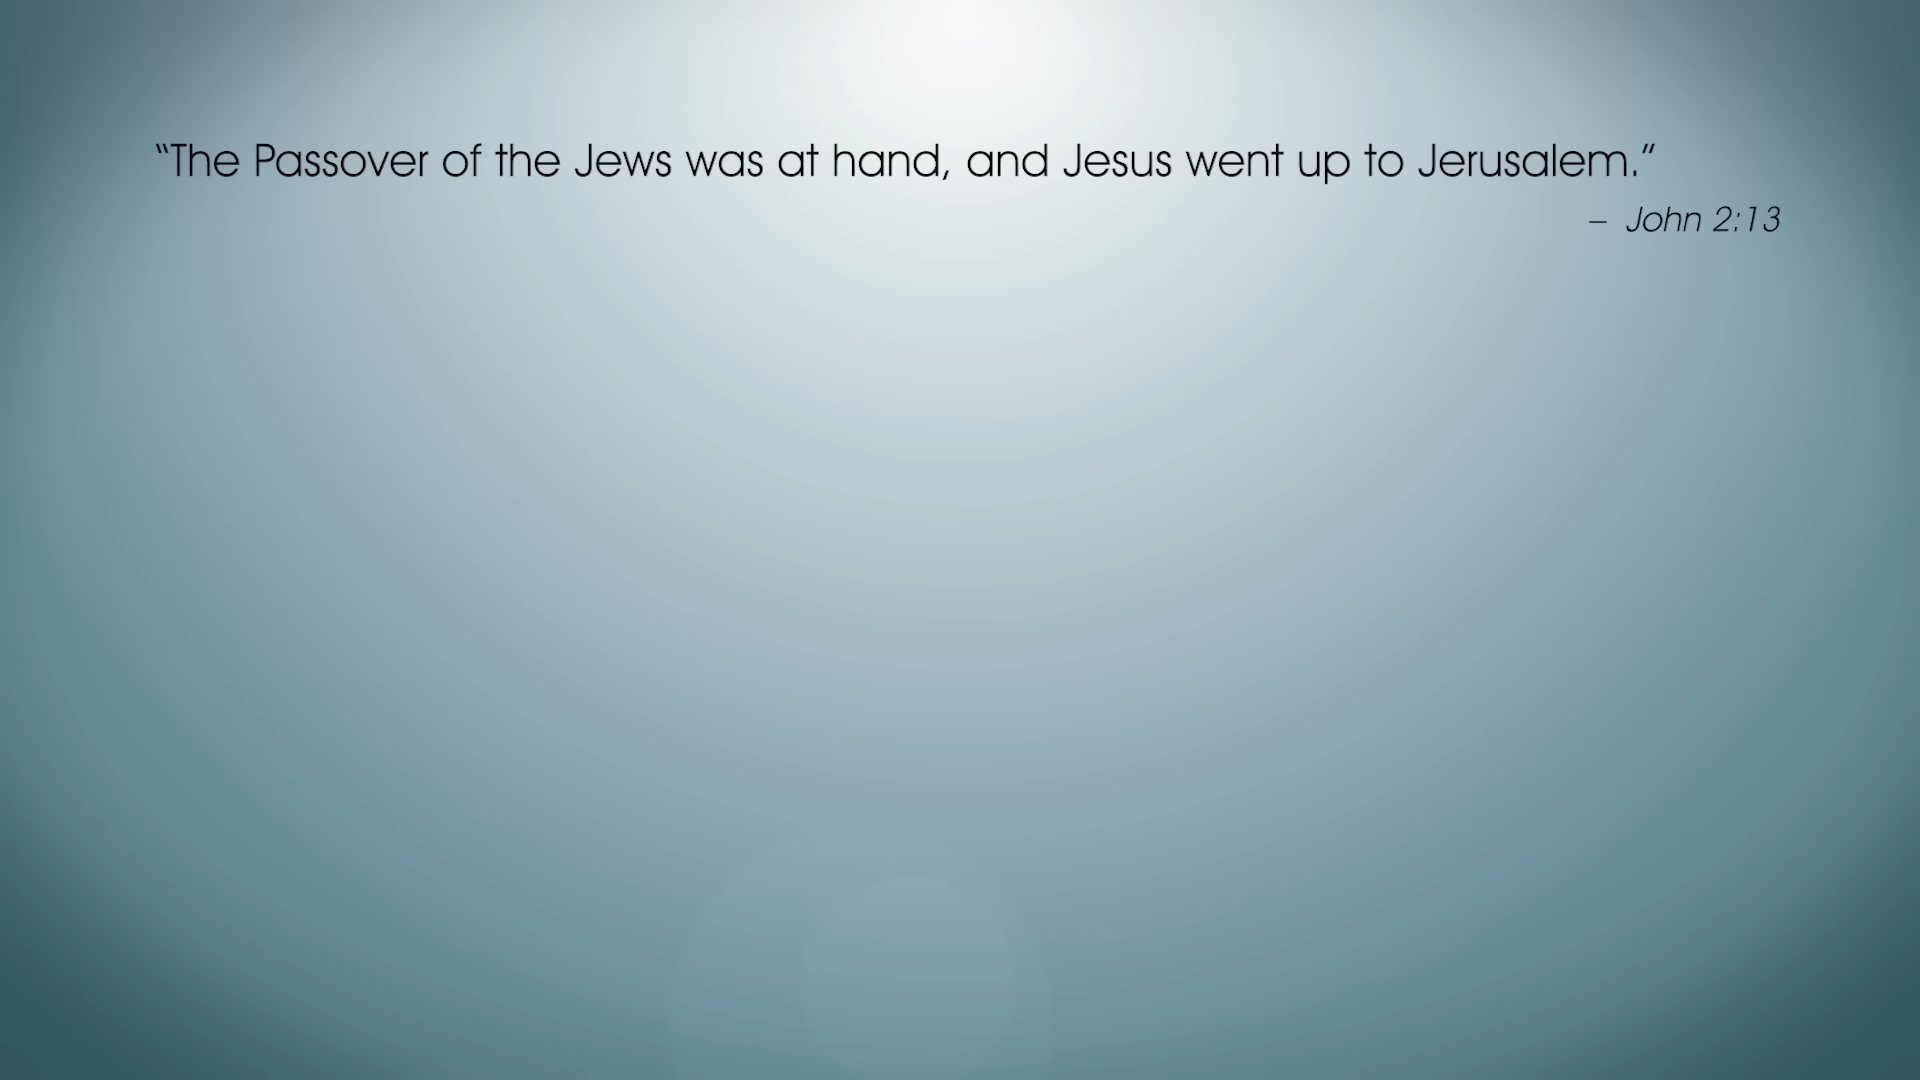 “The Passover of the Jews was at hand, and Jesus went up to Jerusalem.”
– John 2:13